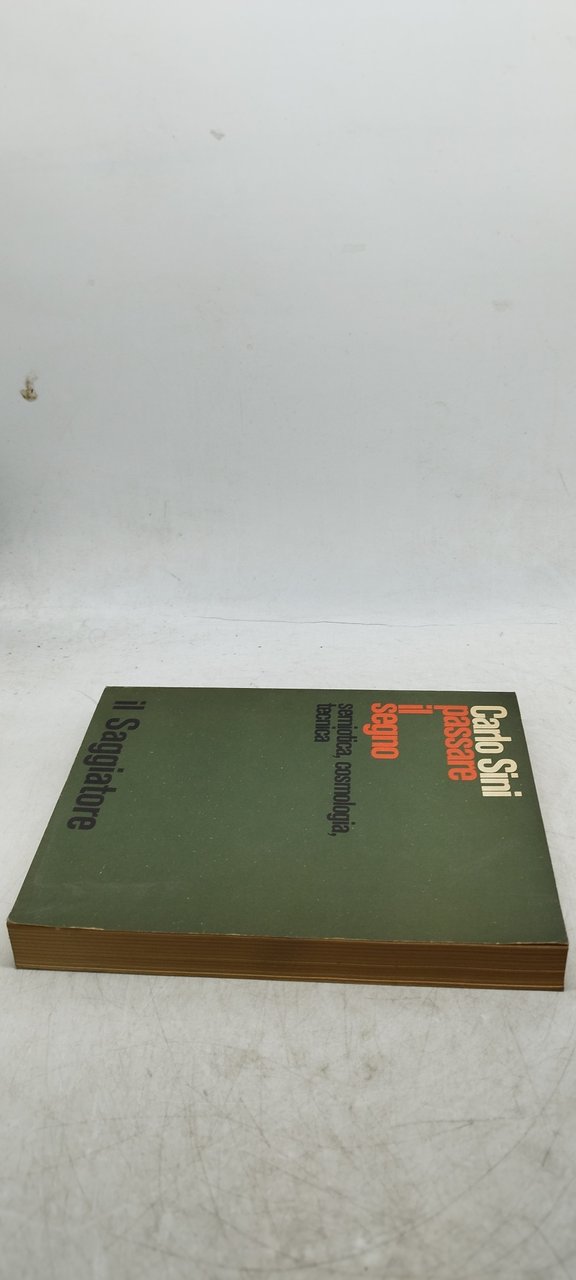 Carlo Sini
passare
il
segno
semiotica, cosmologia,
tecnica
il Saggiatore